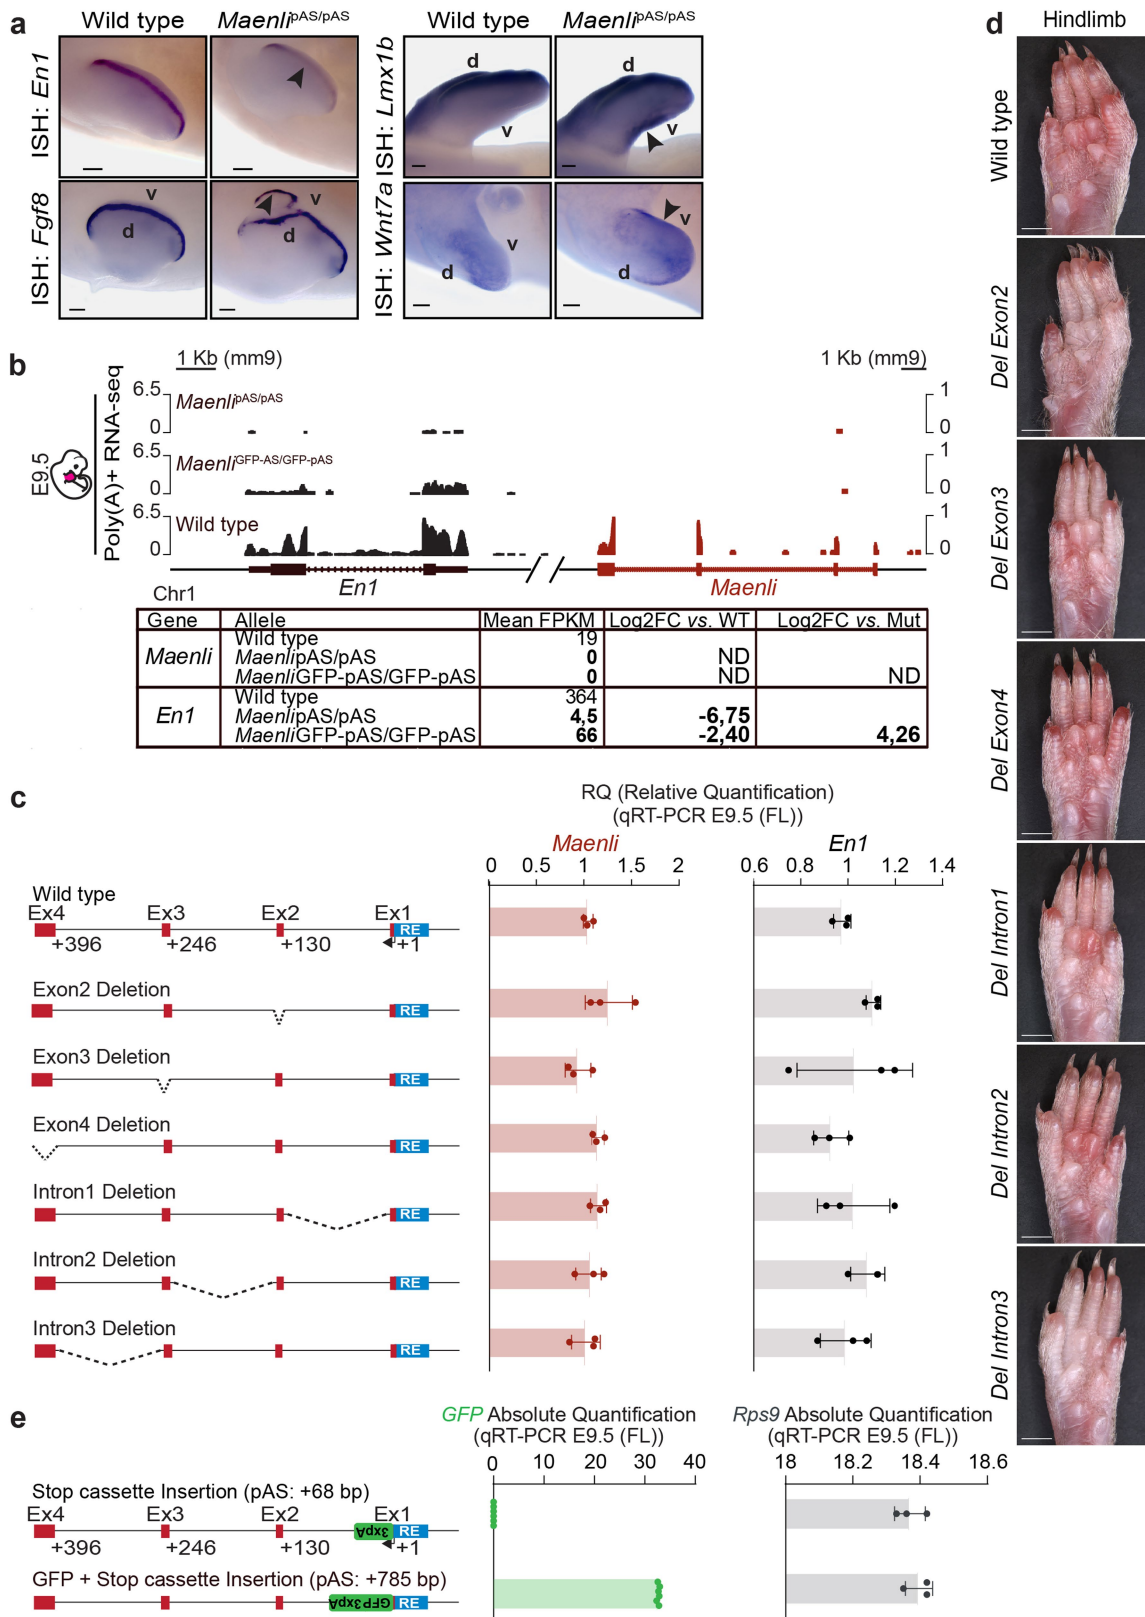 a
Wild type
Maenli pAS/pAS
Wild type
Maenli pAS/pAS
ISH: En1
ISH: Lmx1b
d
v
d
v
ISH: Fgf8
v
d
v
d
ISH: Wnt7a
v
d
v
d
b
1 Kb (mm9)
1 Kb (mm9)
E9.5
Poly(A)+ RNA-seq
6.5
0
Maenli pAS/pAS
1
0
6.5
0
Maenli GFP-AS/GFP-pAS
1
0
6.5
0
Wild type
1
0
En1
Maenli
Chr1
Gene Allele Mean FPKM Log2FC vs. WT Log2FC vs. Mut
Maenli
Wild type 19
MaenlipAS/pAS 0 ND
MaenliGFP-pAS/GFP-pAS 0 ND ND
En1
Wild type 364
MaenlipAS/pAS 4,5 -6,75
MaenliGFP-pAS/GFP-pAS 66 -2,40 4,26
c
RQ (Relative Quantification)
(qRT-PCR E9.5 (FL))
Maenli
En1
0 0.5 1 1.5 2
0.6 0.8 1 1.2 1.4
Wild type
Ex4 Ex3 Ex2 Ex1
RE
+396 +246 +130 +1
Exon2 Deletion
RE
Exon3 Deletion
RE
Exon4 Deletion
RE
Intron1 Deletion
RE
Intron2 Deletion
RE
Intron3 Deletion
RE
d
Hindlimb
Wild type
Del Exon2
Del Exon3
Del Exon4
Del Intron1
Del Intron2
Del Intron3
e
GFP Absolute Quantification
(qRT-PCR E9.5 (FL))
Rps9 Absolute Quantification
(qRT-PCR E9.5 (FL))
0 10 20 30 40
18 18.2 18.4 18.6
Stop cassette Insertion (pAS: +68 bp)
Ex4 Ex3 Ex2 Ex1
3xpA RE
+396 +246 +130 +1
GFP + Stop cassette Insertion (pAS: +785 bp)
GFP3xpA RE